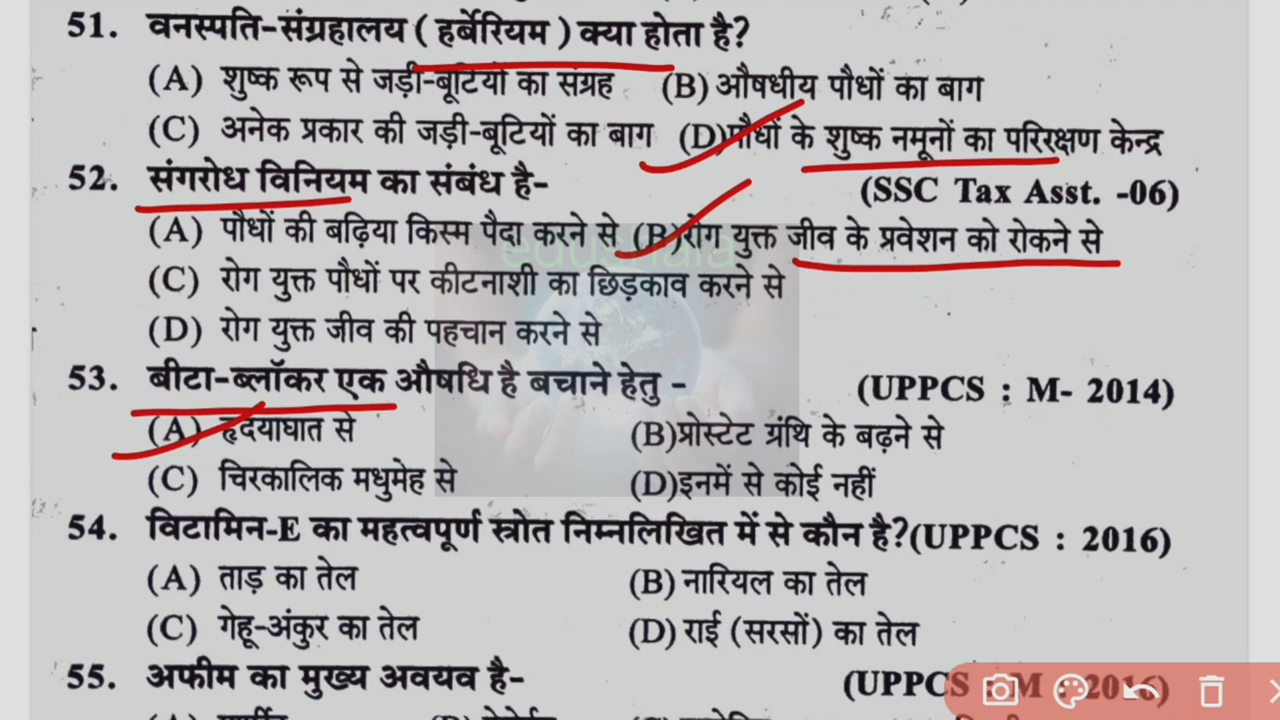 51. वनस्पति-संग्रहालय ( हर्बेरियम ) क्या होता है?
(A) शुष्क रूप से जड़ी-बूटियों का संग्रह (B) औषधीय पौधों का बाग
(C) अनेक प्रकार की जड़ी-बूटियों का बाग (D) पौधों के शुष्क नमूनों का परिरक्षण केन्द्र
52. संगरोध विनियम का संबंध है- (SSC Tax Asst. -06)
(A) पौधों की बढ़िया किस्म पैदा करने से (B) रोग युक्त जीव के प्रवेशन को रोकने से
edushala
(C) रोग युक्त पौधों पर कीटनाशी का छिड़काव करने से
(D) रोग युक्त जीव की पहचान करने से
53. बीटा-ब्लॉकर एक औषधि है बचाने हेतु - (UPPCS : M- 2014)
(A) हृदयाघात से (B) प्रोस्टेट ग्रंथि के बढ़ने से
(C) चिरकालिक मधुमेह से (D) इनमें से कोई नहीं
54. विटामिन-E का महत्वपूर्ण स्त्रोत निम्नलिखित में से कौन है? (UPPCS : 2016)
(A) ताड़ का तेल (B) नारियल का तेल
(C) गेहू-अंकुर का तेल (D) राई (सरसों) का तेल
55. अफीम का मुख्य अवयव है- (UPPCS : M : 2016)